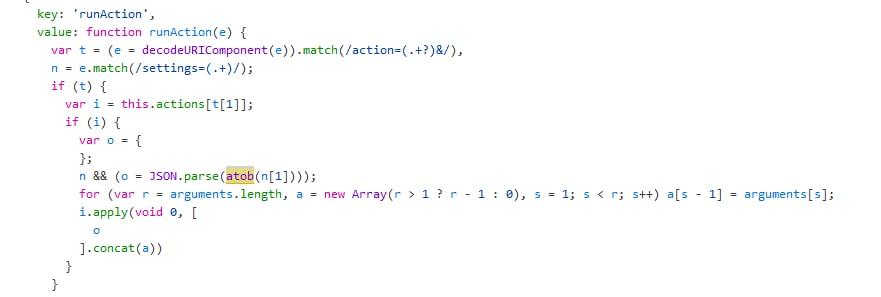 key: 'runAction',
value: function runAction(e) {
var t = (e = decodeURIComponent(e)).match(/action=(.+?)&/),
n = e.match(/settings=(.+)/);
if (t) {
var i = this.actions[t[1]];
if (i) {
var o = {
};
n && (o = JSON.parse(atob(n[1])));
for (var r = arguments.length, a = new Array(r > 1 ? r - 1 : 0), s = 1; s < r; s++) a[s - 1] = arguments[s];
i.apply(void 0, [
o
].concat(a))
}
}